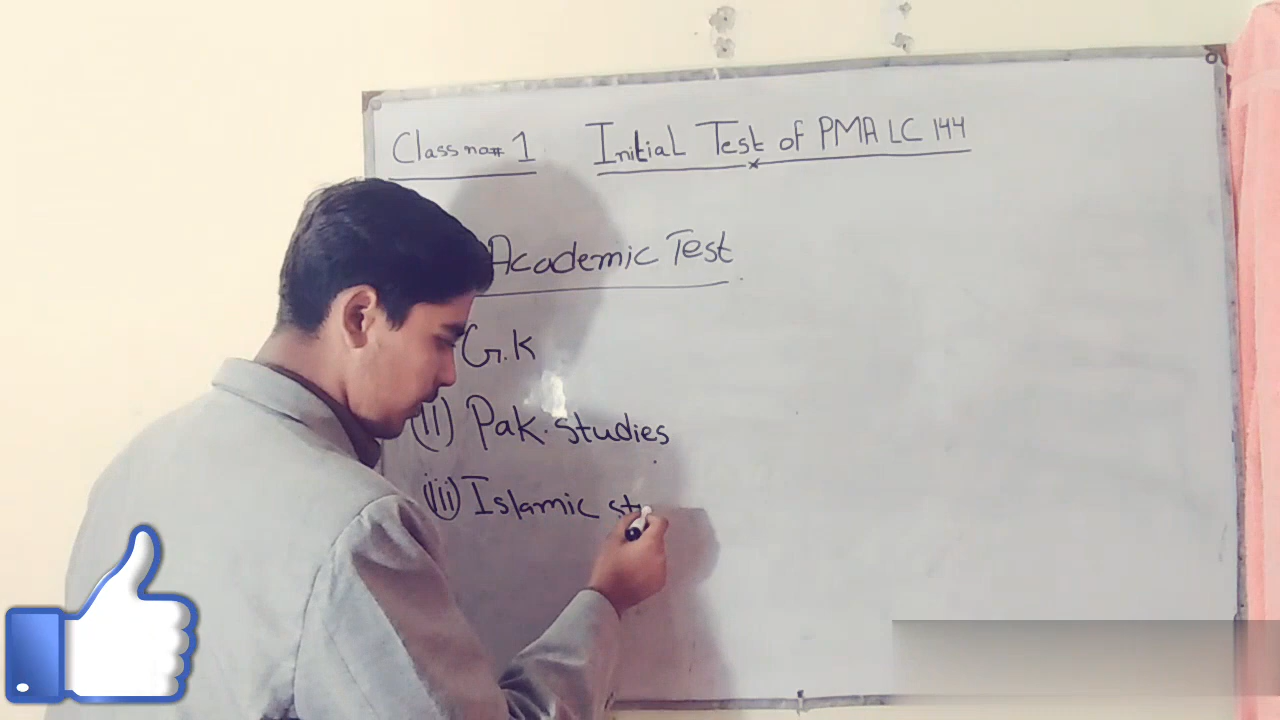 Class no# 1 Initial Test of PMA LC 144
Academic Test
G.K
(ii) Pak. studies
(iii) Islamic st